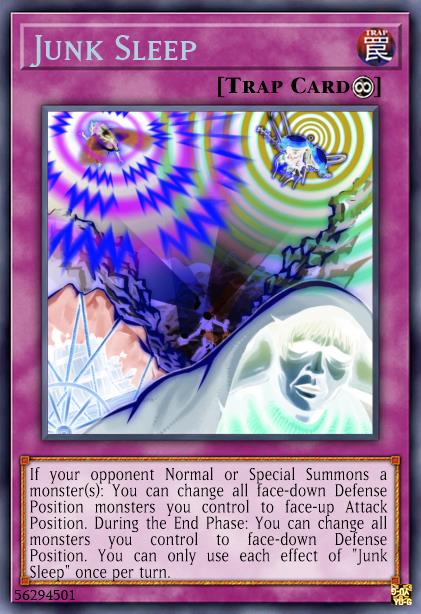 Junk Sleep
TRAP
罠
[Trap Card]
If your opponent Normal or Special Summons a
monster(s): You can change all face-down Defense
Position monsters you control to face-up Attack
Position. During the End Phase: You can change all
monsters you control to face-down Defense
Position. You can only use each effect of "Junk
Sleep" once per turn.
56294501